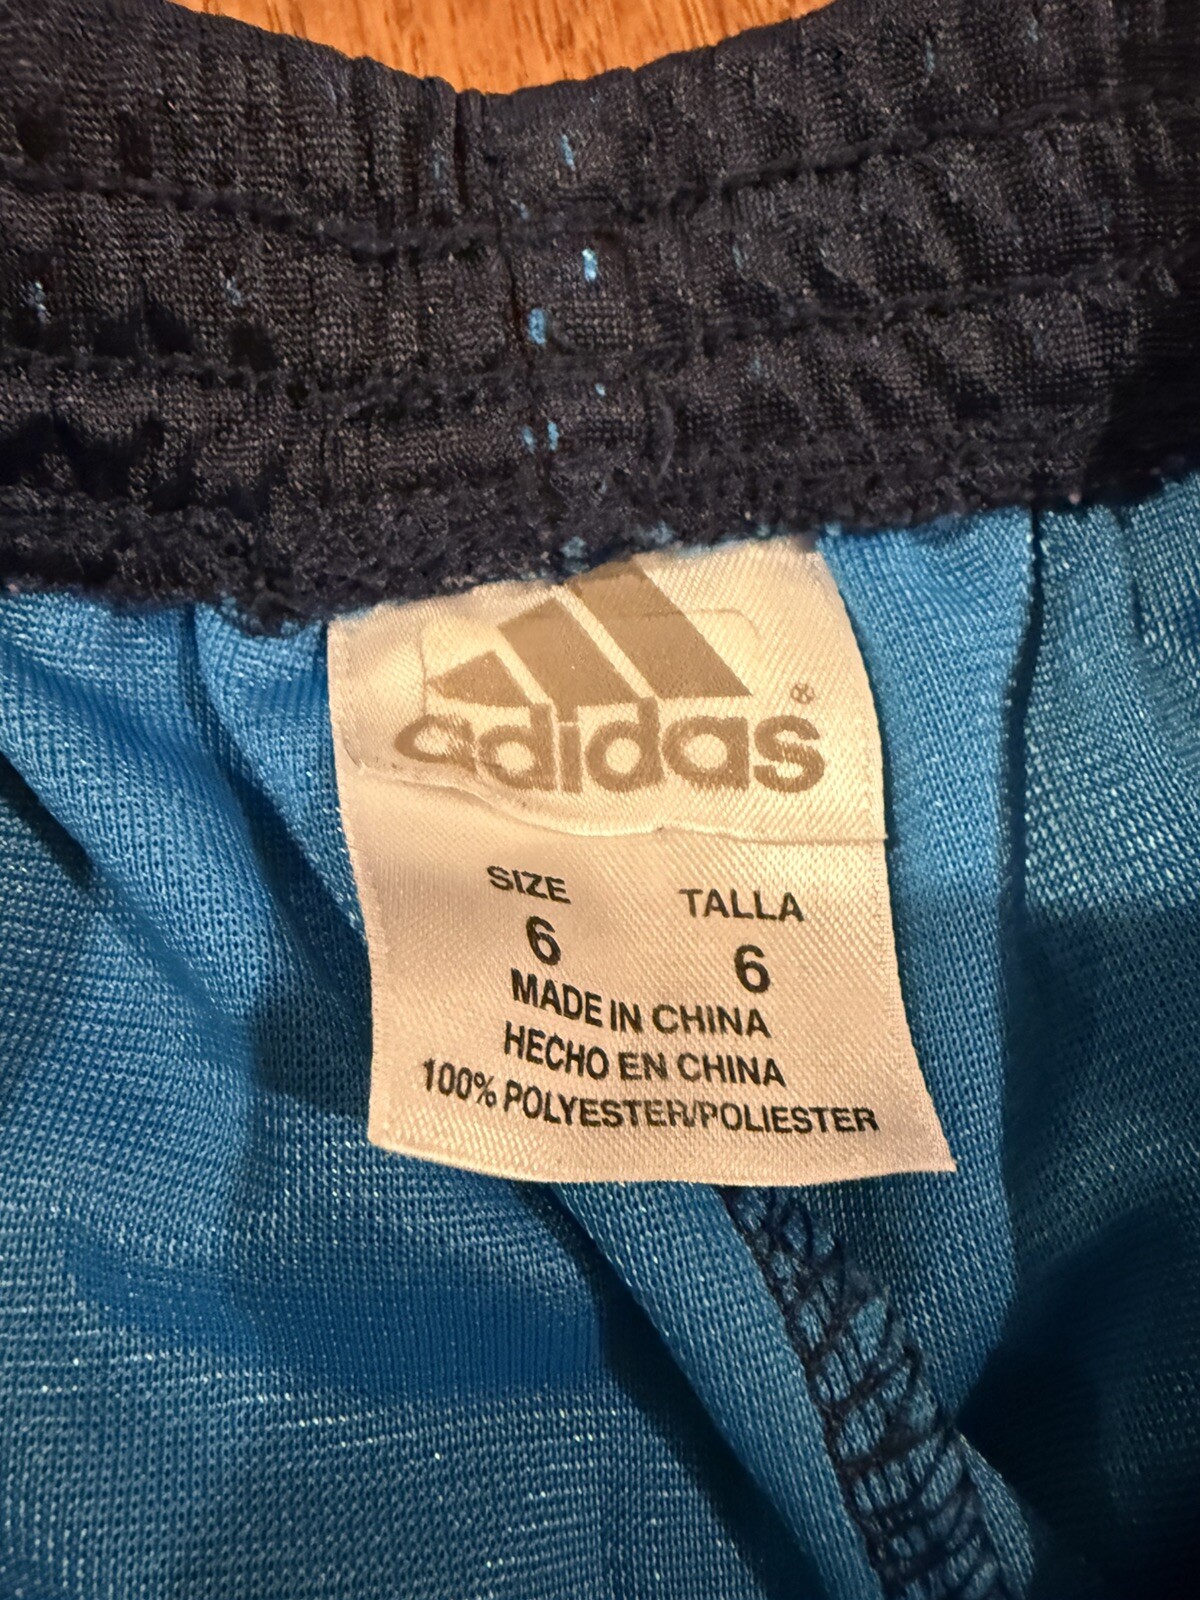 adidas®
SIZE TALLA
6 6
MADE IN CHINA
HECHO EN CHINA
100% POLYESTER/POLIESTER